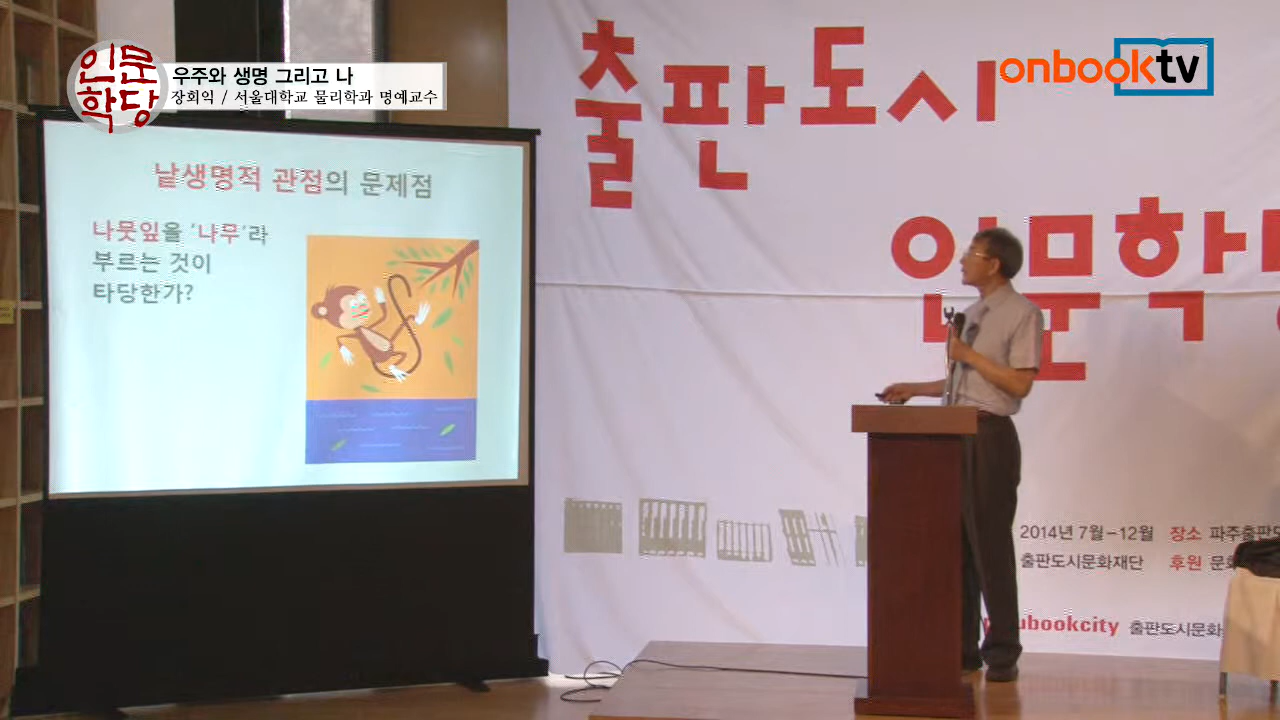 인문
학당
우주와 생명 그리고 나
장회익 / 서울대학교 물리학과 명예교수
onbooktv
낱생명적 관점의 문제점
나뭇잎을 '나무'라
부르는 것이
타당한가?
출판도시
인문학
2014년 7월-12월 장소 파주출판
출판도시문화재단 후원 문화
bookcity 출판도시문화